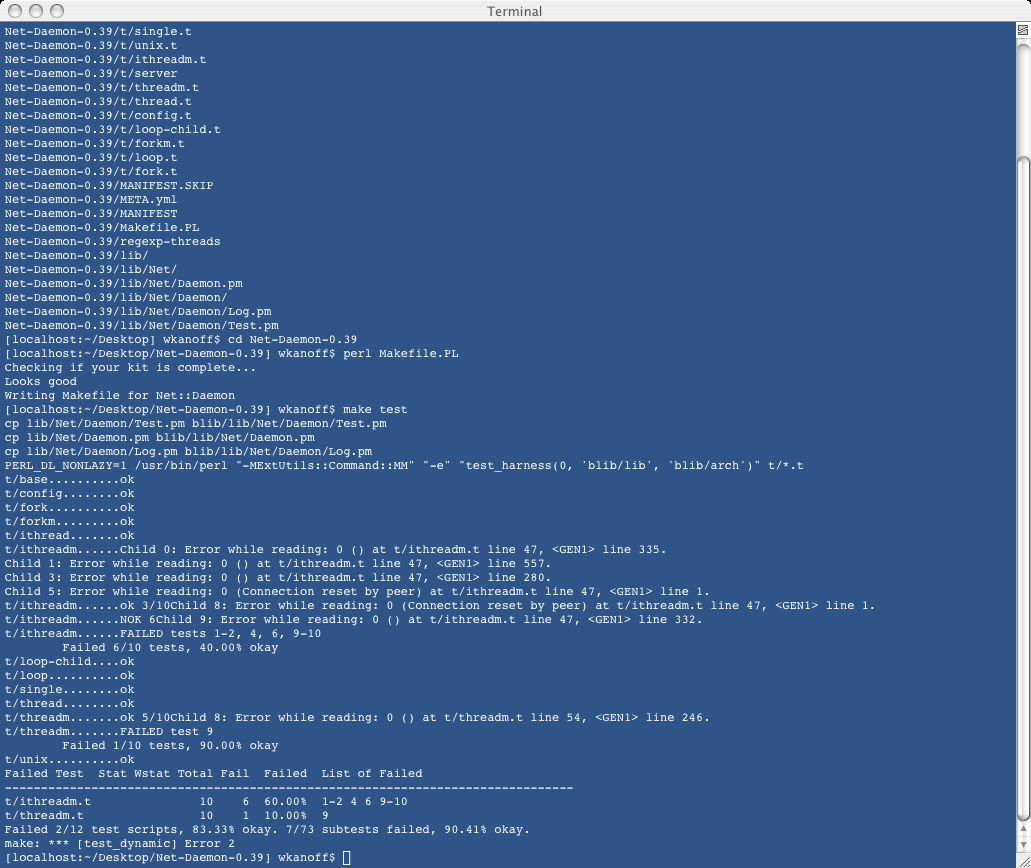 Terminal
Net-Daemon-0.39/t/single.t
Net-Daemon-0.39/t/unix.t
Net-Daemon-0.39/t/ithreadm.t
Net-Daemon-0.39/t/server
Net-Daemon-0.39/t/threadm.t
Net-Daemon-0.39/t/thread.t
Net-Daemon-0.39/t/config.t
Net-Daemon-0.39/t/loop-child.t
Net-Daemon-0.39/t/forkm.t
Net-Daemon-0.39/t/loop.t
Net-Daemon-0.39/t/fork.t
Net-Daemon-0.39/MANIFEST.SKIP
Net-Daemon-0.39/META.yml
Net-Daemon-0.39/MANIFEST
Net-Daemon-0.39/Makefile.PL
Net-Daemon-0.39/regexp-threads
Net-Daemon-0.39/lib/
Net-Daemon-0.39/lib/Net/
Net-Daemon-0.39/lib/Net/Daemon.pm
Net-Daemon-0.39/lib/Net/Daemon/
Net-Daemon-0.39/lib/Net/Daemon/Log.pm
Net-Daemon-0.39/lib/Net/Daemon/Test.pm
[localhost:~/Desktop] wkanoff$ cd Net-Daemon-0.39
[localhost:~/Desktop/Net-Daemon-0.39] wkanoff$ perl Makefile.PL
Checking if your kit is complete...
Looks good
Writing Makefile for Net::Daemon
[localhost:~/Desktop/Net-Daemon-0.39] wkanoff$ make test
cp lib/Net/Daemon/Test.pm blib/lib/Net/Daemon/Test.pm
cp lib/Net/Daemon.pm blib/lib/Net/Daemon.pm
cp lib/Net/Daemon/Log.pm blib/lib/Net/Daemon/Log.pm
PERL_DL_NONLAZY=1 /usr/bin/perl "-MExtUtils::Command::MM" "-e" "test_harness(0, 'blib/lib', 'blib/arch')" t/*.t
t/base..........ok
t/config........ok
t/fork..........ok
t/forkm.........ok
t/ithread.......ok
t/ithreadm......Child 0: Error while reading: 0 () at t/ithreadm.t line 47, <GEN1> line 335.
Child 1: Error while reading: 0 () at t/ithreadm.t line 47, <GEN1> line 557.
Child 3: Error while reading: 0 () at t/ithreadm.t line 47, <GEN1> line 280.
Child 5: Error while reading: 0 (Connection reset by peer) at t/ithreadm.t line 47, <GEN1> line 1.
t/ithreadm......ok 3/10Child 8: Error while reading: 0 (Connection reset by peer) at t/ithreadm.t line 47, <GEN1> line 1.
t/ithreadm......NOK 6Child 9: Error while reading: 0 () at t/ithreadm.t line 47, <GEN1> line 332.
t/ithreadm......FAILED tests 1-2, 4, 6, 9-10
        Failed 6/10 tests, 40.00% okay
t/loop-child....ok
t/loop..........ok
t/single........ok
t/thread........ok
t/threadm.......ok 5/10Child 8: Error while reading: 0 () at t/threadm.t line 54, <GEN1> line 246.
t/threadm.......FAILED test 9
        Failed 1/10 tests, 90.00% okay
t/unix..........ok
Failed Test  Stat Wstat Total Fail  Failed  List of Failed
-------------------------------------------------------------------------------
t/ithreadm.t               10    6  60.00%  1-2 4 6 9-10
t/threadm.t                10    1  10.00%  9
Failed 2/12 test scripts, 83.33% okay. 7/73 subtests failed, 90.41% okay.
make: *** [test_dynamic] Error 2
[localhost:~/Desktop/Net-Daemon-0.39] wkanoff$